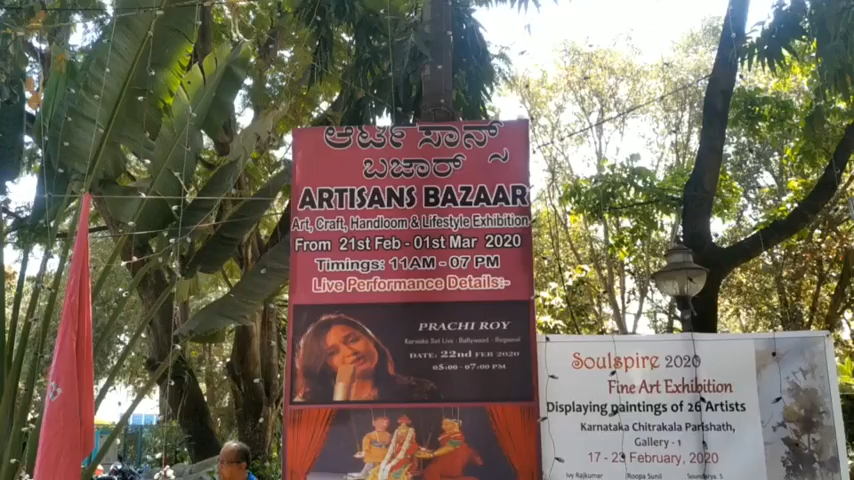 ಆರ್ಟಿಸಾನ್ಸ್
ಬಜಾರ್
ARTISANS BAZAAR
Art, Craft, Handloom & Lifestyle Exhibition
From 21st Feb - 01st Mar 2020
Timings: 11AM - 07 PM
Live Performance Details:-
PRACHI ROY
Karaoke Set Live - Bollywood - Regional
DATE: 22ND FEB 2020
05:00 - 07:00 PM
Soulspire 2020
Fine Art Exhibition
Displaying paintings of 26 Artists
Karnataka Chitrakala Parishath,
Gallery - 1
17 - 23 February, 2020
Ivy Rajkumar Roopa Sunil Soundarya. S